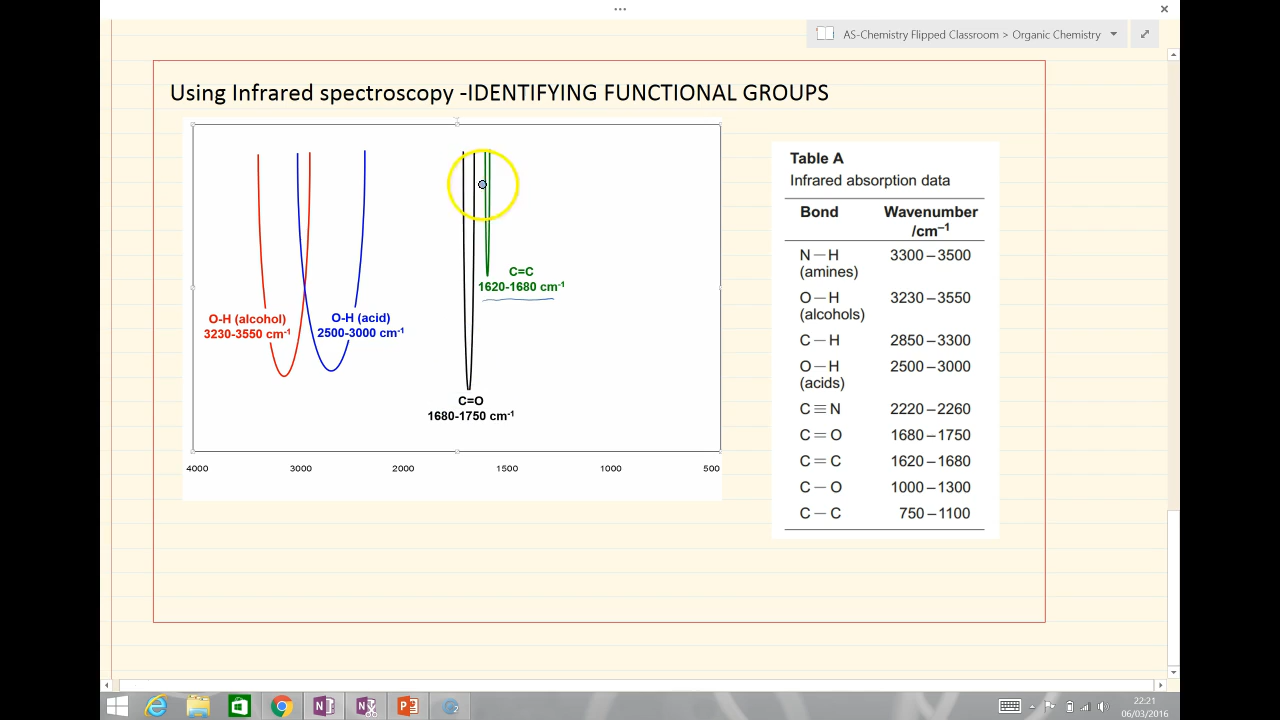 AS-Chemistry Flipped Classroom > Organic Chemistry
Using Infrared spectroscopy -IDENTIFYING FUNCTIONAL GROUPS
C=C
1620-1680 cm⁻¹
O-H (alcohol)
3230-3550 cm⁻¹
O-H (acid)
2500-3000 cm⁻¹
C=O
1680-1750 cm⁻¹
4000 3000 2000 1500 1000 500
Table A
Infrared absorption data
Bond Wavenumber
/cm⁻¹
N—H 3300–3500
(amines)
O—H 3230–3550
(alcohols)
C—H 2850–3300
O—H 2500–3000
(acids)
C≡N 2220–2260
C=O 1680–1750
C=C 1620–1680
C—O 1000–1300
C—C 750–1100
22:21
06/03/2016